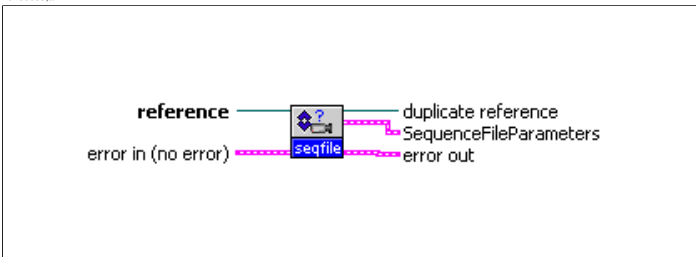 reference
duplicate reference
?
SequenceFileParameters
error in (no error)
seqfile
error out